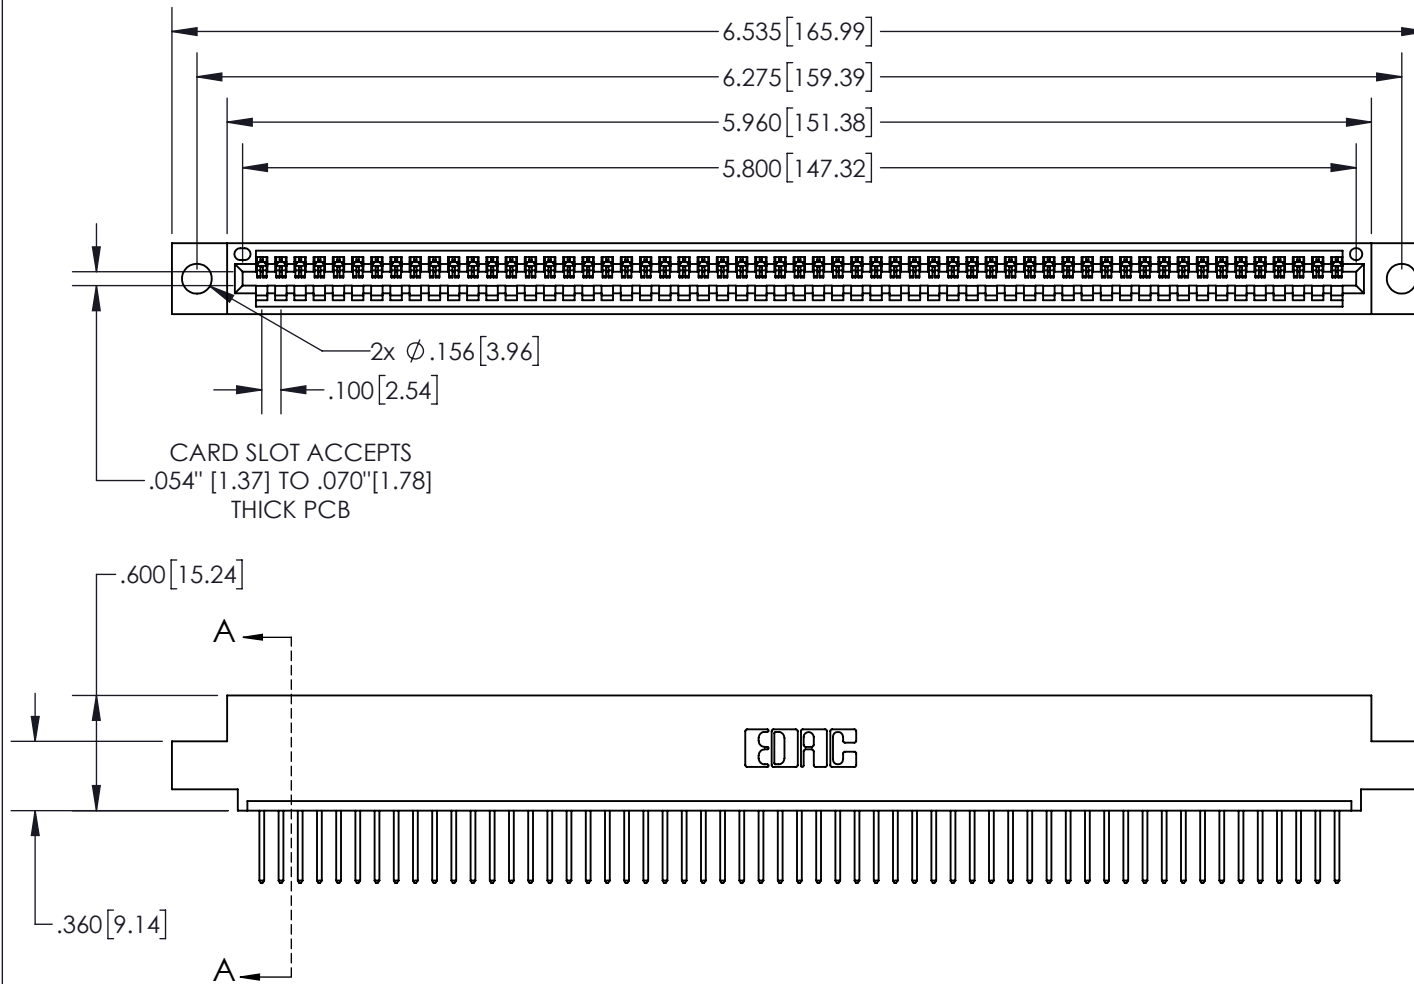 6.535[165.99]
6.275[159.39]
5.960[151.38]
5.800[147.32]
2x Ø.156[3.96]
.100[2.54]
CARD SLOT ACCEPTS
.054" [1.37] TO .070"[1.78]
THICK PCB
.600[15.24]
A
EDAC
.360[9.14]
A